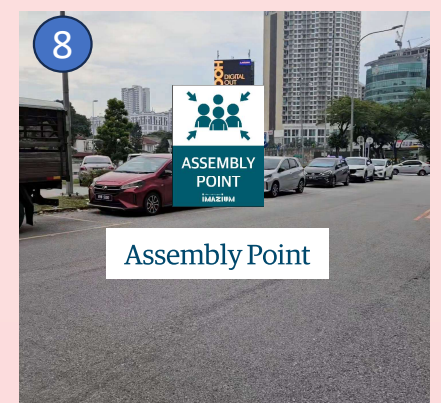 8
DIGITAL
OUT
ASSEMBLY
POINT
IMAZIUM
Assembly Point